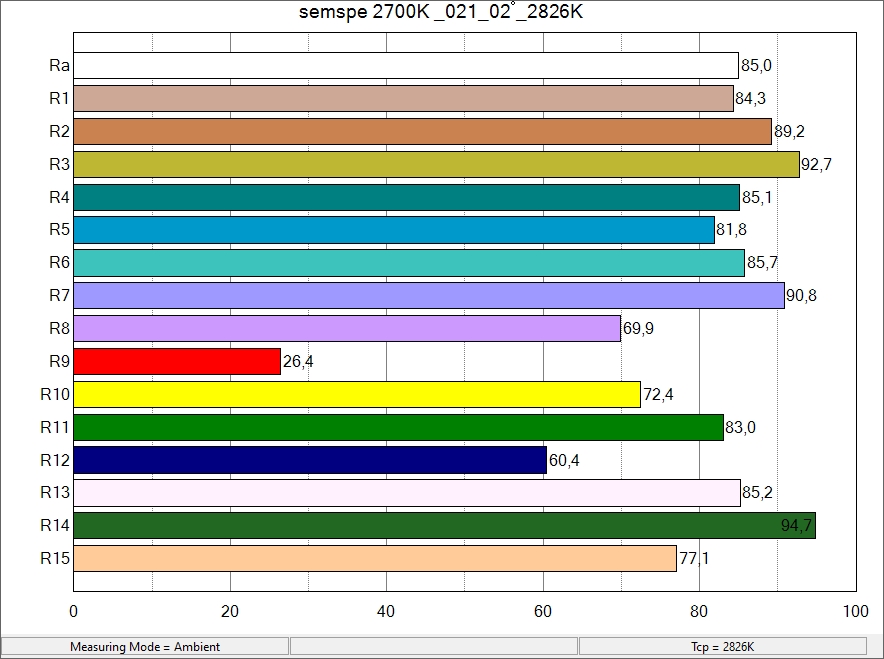 semspe 2700K _021_02°_2826K
Ra 85,0
R1 84,3
R2 89,2
R3 92,7
R4 85,1
R5 81,8
R6 85,7
R7 90,8
R8 69,9
R9 26,4
R10 72,4
R11 83,0
R12 60,4
R13 85,2
R14 94,7
R15 77,1
0 20 40 60 80 100
Measuring Mode = Ambient Tcp = 2826K